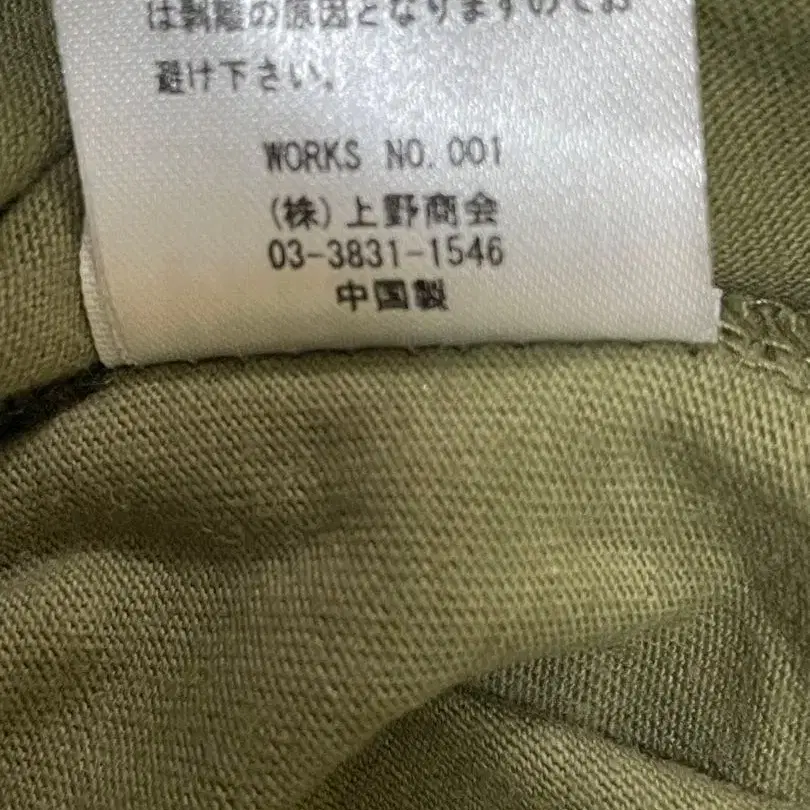 は剥離の原因となりますのでお
避け下さい。
WORKS NO.001
(株)上野商会
03-3831-1546
中国製